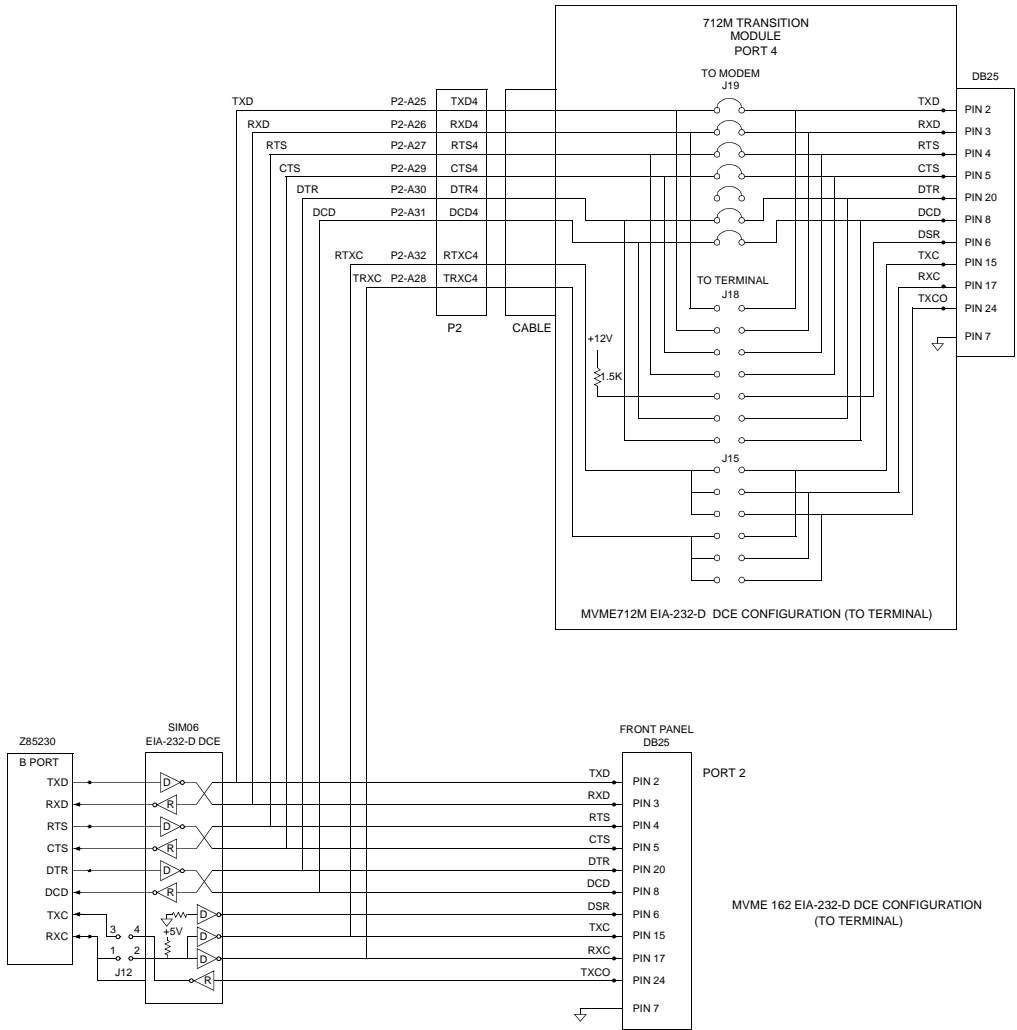 712M TRANSITION
MODULE
PORT 4
TO MODEM
J19
DB25
TXD P2-A25 TXD4 TXD PIN 2
RXD P2-A26 RXD4 RXD PIN 3
RTS P2-A27 RTS4 RTS PIN 4
CTS P2-A29 CTS4 CTS PIN 5
DTR P2-A30 DTR4 DTR PIN 20
DCD P2-A31 DCD4 DCD PIN 8
DSR PIN 6
RTXC P2-A32 RTXC4 TXC PIN 15
TRXC P2-A28 TRXC4 RXC PIN 17
TO TERMINAL
J18
TXCO PIN 24
P2 CABLE
+12V
PIN 7
1.5K
J15
MVME712M EIA-232-D DCE CONFIGURATION (TO TERMINAL)
SIM06
EIA-232-D DCE
FRONT PANEL
DB25
Z85230
B PORT
PORT 2
TXD D TXD PIN 2
RXD R RXD PIN 3
RTS D RTS PIN 4
CTS R CTS PIN 5
DTR D DTR PIN 20
DCD R DCD PIN 8
TXC D DSR PIN 6
RXC 3 4 +5V D TXC PIN 15
1 2 D RXC PIN 17
J12 R TXCO PIN 24
PIN 7
MVME 162 EIA-232-D DCE CONFIGURATION
(TO TERMINAL)